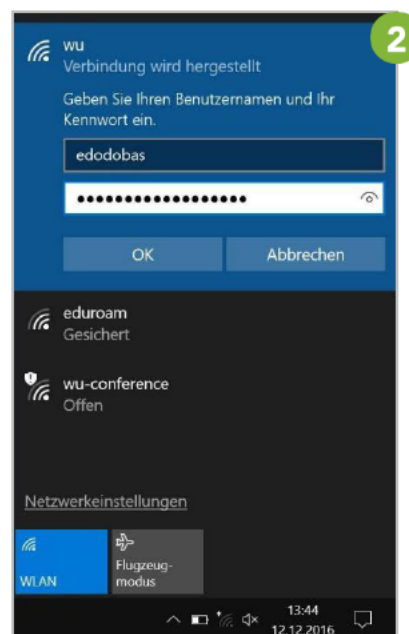 2
wu
Verbindung wird hergestellt
Geben Sie Ihren Benutzernamen und Ihr
Kennwort ein.
edodobas
••••••••••••••••••
OK
Abbrechen
eduroam
Gesichert
wu-conference
Offen
Netzwerkeinstellungen
WLAN
Flugzeug-
modus
13:44
12.12.2016